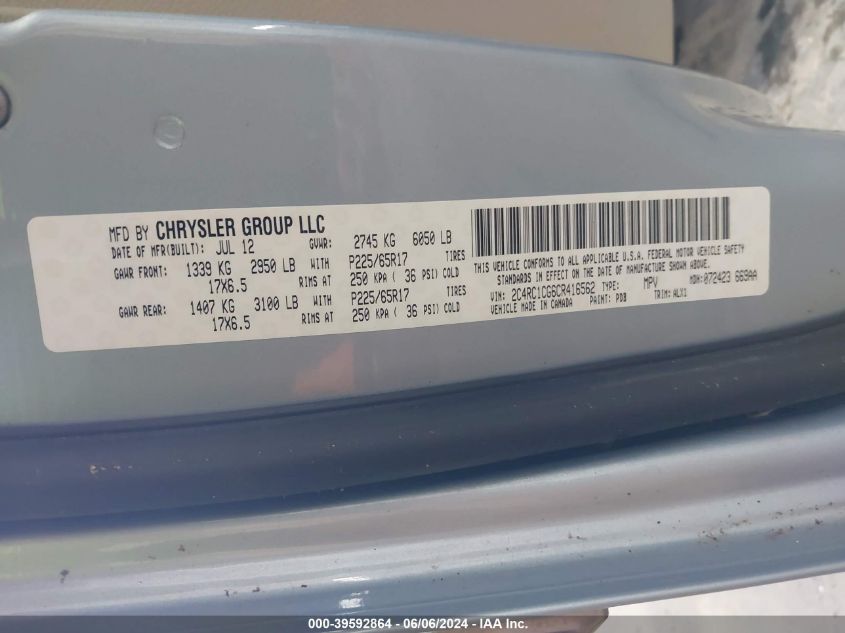 MFD BY CHRYSLER GROUP LLC
DATE OF MFR(BUILT): JUL 12 GVWR: 2745 KG 6050 LB
GAWR FRONT: 1339 KG 2950 LB WITH P225/65R17 TIRES
17X6.5 RIMS AT 250 KPA ( 36 PSI) COLD
GAWR REAR: 1407 KG 3100 LB WITH P225/65R17 TIRES
17X6.5 RIMS AT 250 KPA ( 36 PSI) COLD
THIS VEHICLE CONFORMS TO ALL APPLICABLE U.S.A. FEDERAL MOTOR VEHICLE SAFETY
STANDARDS IN EFFECT ON THE DATE OF MANUFACTURE SHOWN ABOVE.
VIN: 2C4RC1CG6CR416562 TYPE: MPV MDH: 072423 669AA
VEHICLE MADE IN CANADA PAINT: PDB TRIM: ALX1
000-39592864 / 06/06/2024 - IAA Inc.